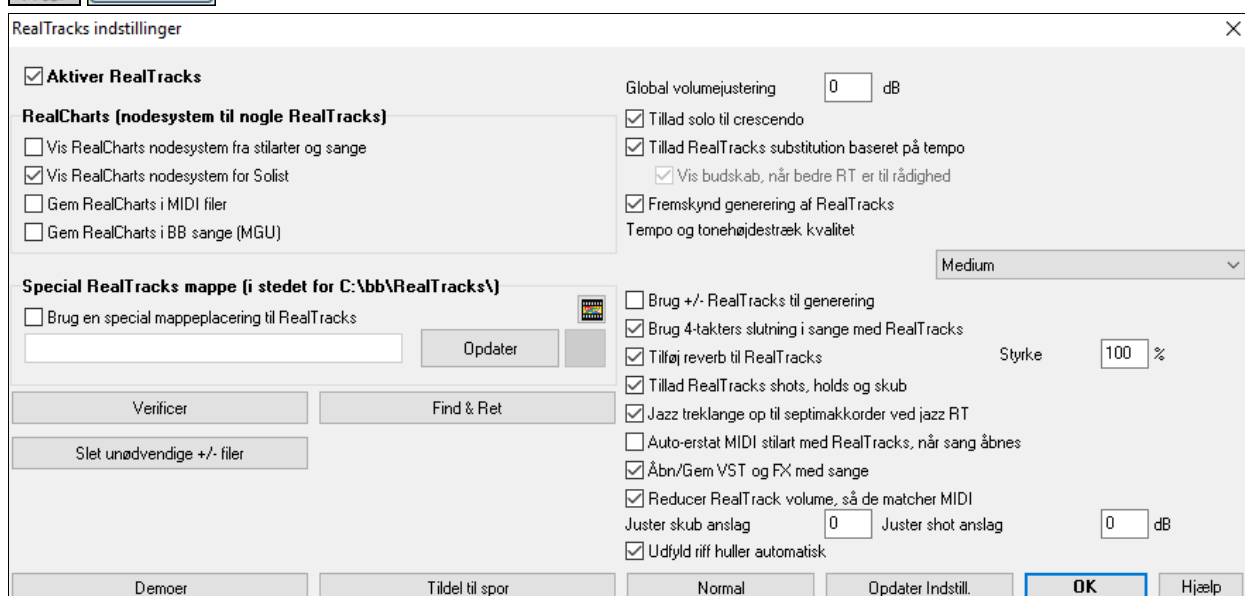 RealTracks indstillinger
Aktiver RealTracks
RealCharts (nodesystem til nogle RealTracks)
Vis RealCharts nodesystem fra stilarter og sange
Vis RealCharts nodesystem for Solist
Gem RealCharts i MIDI filer
Gem RealCharts i BB sange (MGU)
Special RealTracks mappe (i stedet for C:\bb\RealTracks\)
Brug en special mappeplacering til RealTracks
Opdater
Verificer
Find & Ret
Slet unødvendige +/- filer
Global volumejustering 0 dB
Tillad solo til crescendo
Tillad RealTracks substitution baseret på tempo
Vis budskab, når bedre RT er til rådighed
Fremskynd generering af RealTracks
Tempo og tonehøjdestræk kvalitet
Medium
Brug +/- RealTracks til generering
Brug 4-takters slutning i sange med RealTracks
Tilføj reverb til RealTracks Styrke 100 %
Tillad RealTracks shots, holds og skub
Jazz treklange op til septimakkorder ved jazz RT
Auto-erstat MIDI stilart med RealTracks, når sang åbnes
Åbn/Gem VST og FX med sange
Reducer RealTrack volume, så de matcher MIDI
Juster skub anslag 0 Juster shot anslag 0 dB
Udfyld riff huller automatisk
Demoer
Tildel til spor
Normal
Opdater Indstill.
OK
Hjælp